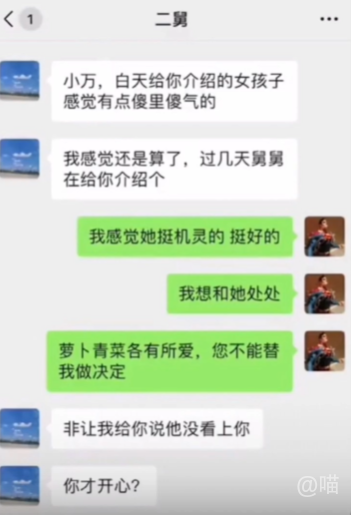 1
二舅
小万，白天给你介绍的女孩子
感觉有点傻里傻气的
我感觉还是算了，过几天舅舅
在给你介绍个
我感觉她挺机灵的 挺好的
我想和她处处
萝卜青菜各有所爱，您不能替
我做决定
非让我给你说他没看上你
你才开心?
@喵